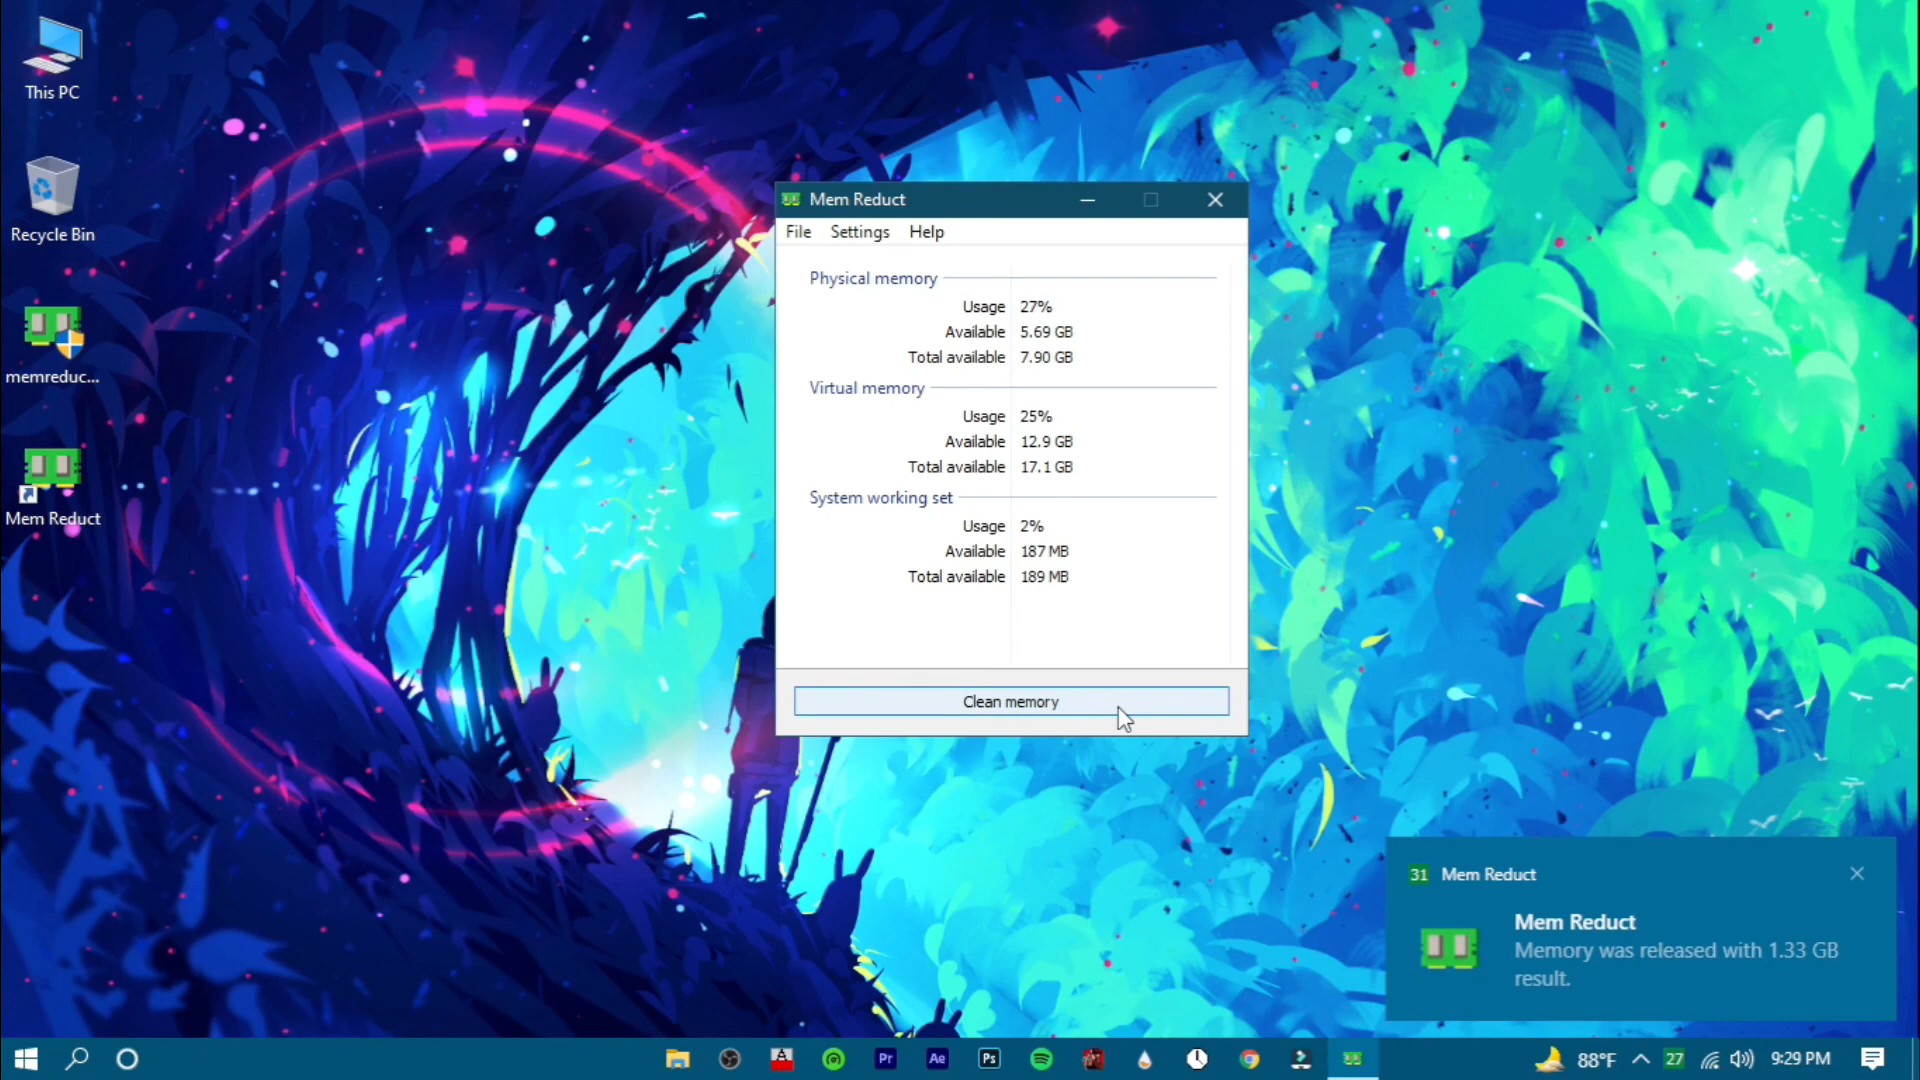 This PC
Recycle Bin
memreduc...
Mem Reduct
Mem Reduct
File Settings Help
Physical memory
Usage 27%
Available 5.69 GB
Total available 7.90 GB
Virtual memory
Usage 25%
Available 12.9 GB
Total available 17.1 GB
System working set
Usage 2%
Available 187 MB
Total available 189 MB
Clean memory
31 Mem Reduct
Mem Reduct
Memory was released with 1.33 GB
result.
Pr Ae Ps
88°F 27 9:29 PM